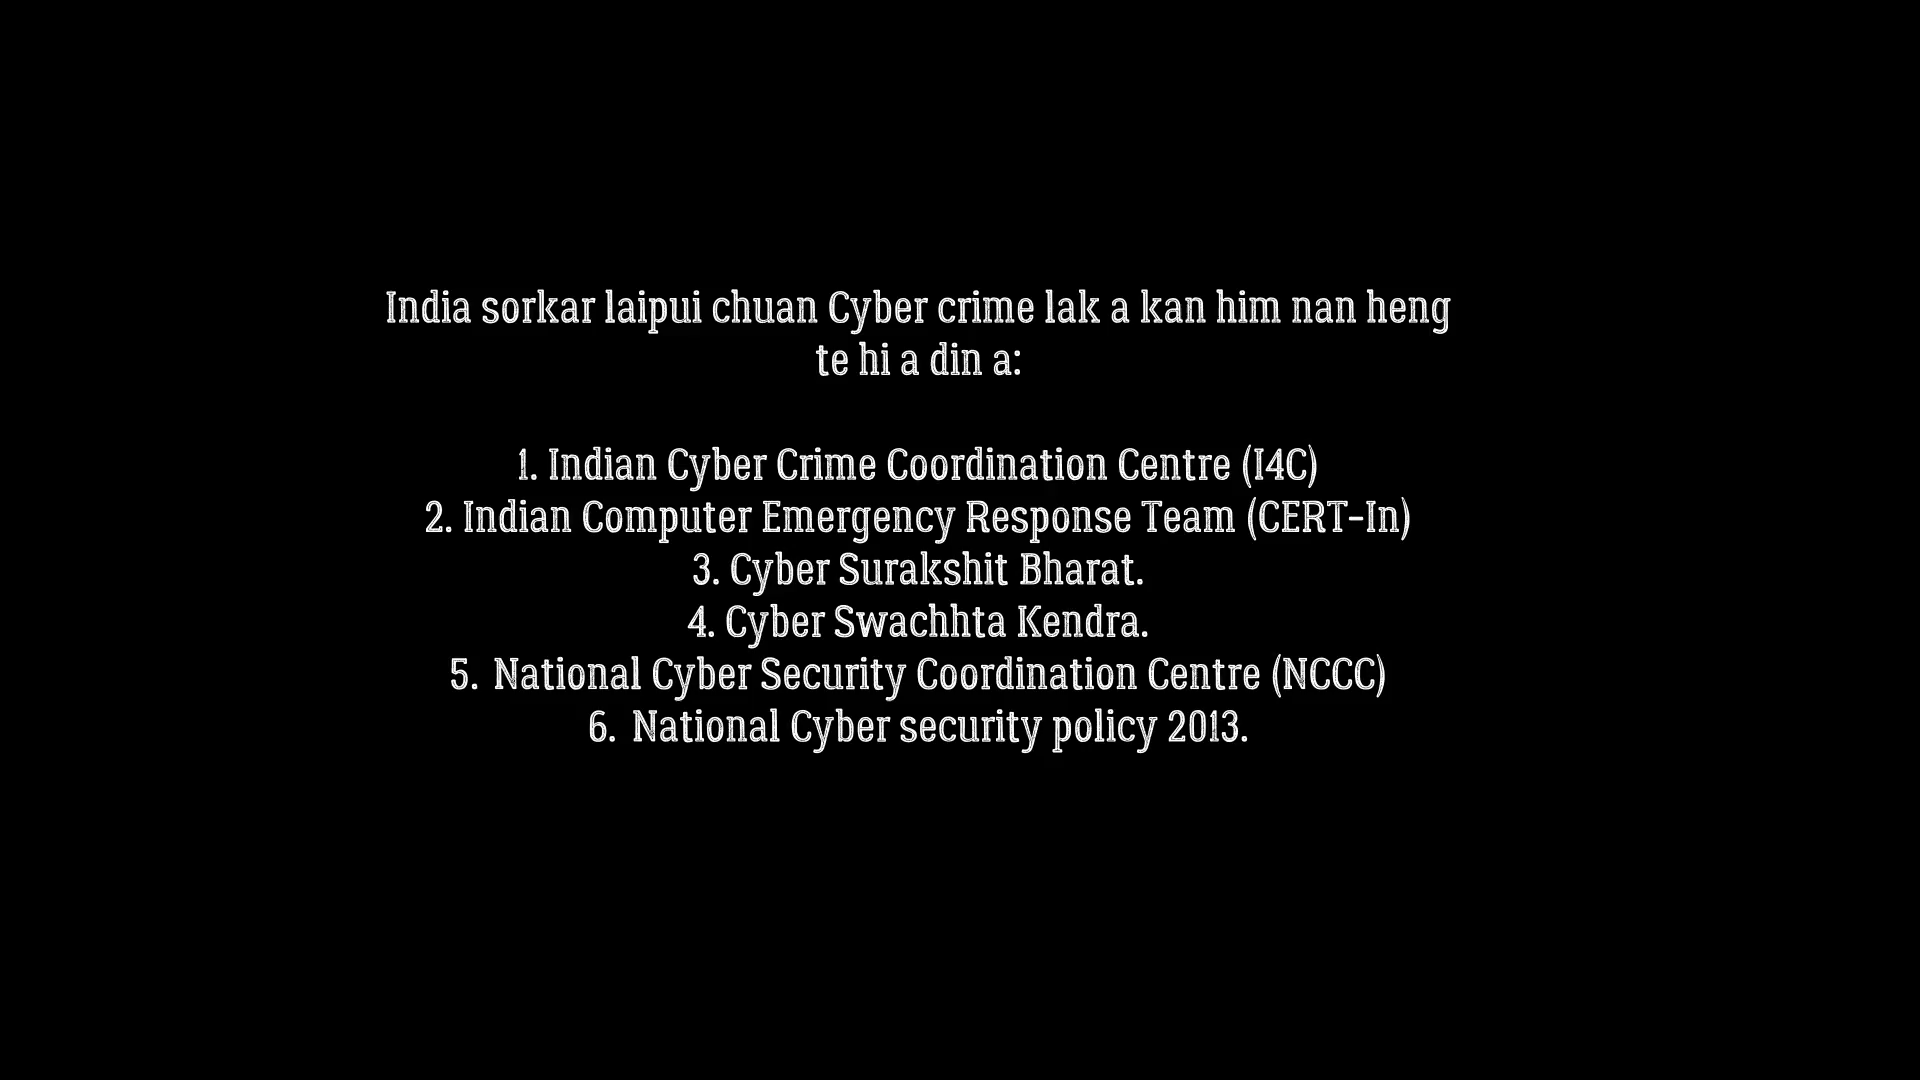 India sorkar laipui chuan Cyber crime lak a kan him nan heng
te hi a din a:
1. Indian Cyber Crime Coordination Centre (I4C)
2. Indian Computer Emergency Response Team (CERT-In)
3. Cyber Surakshit Bharat.
4. Cyber Swachhta Kendra.
5. National Cyber Security Coordination Centre (NCCC)
6. National Cyber security policy 2013.